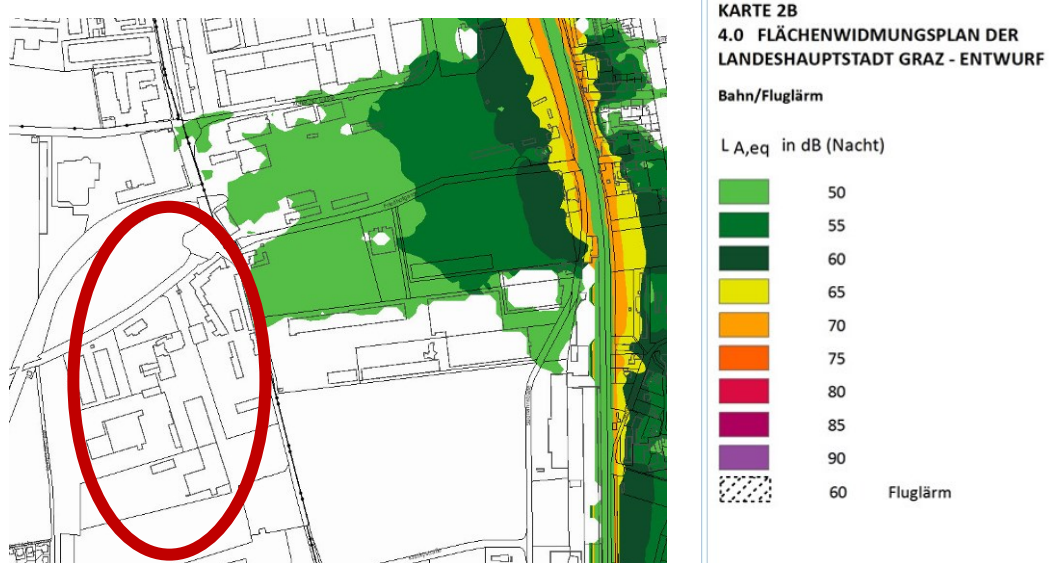 KARTE 2B
4.0 FLÄCHENWIDMUNGSPLAN DER
LANDESHAUPTSTADT GRAZ - ENTWURF
Bahn/Fluglärm
L A,eq in dB (Nacht)
50
55
60
65
70
75
80
85
90
60 Fluglärm